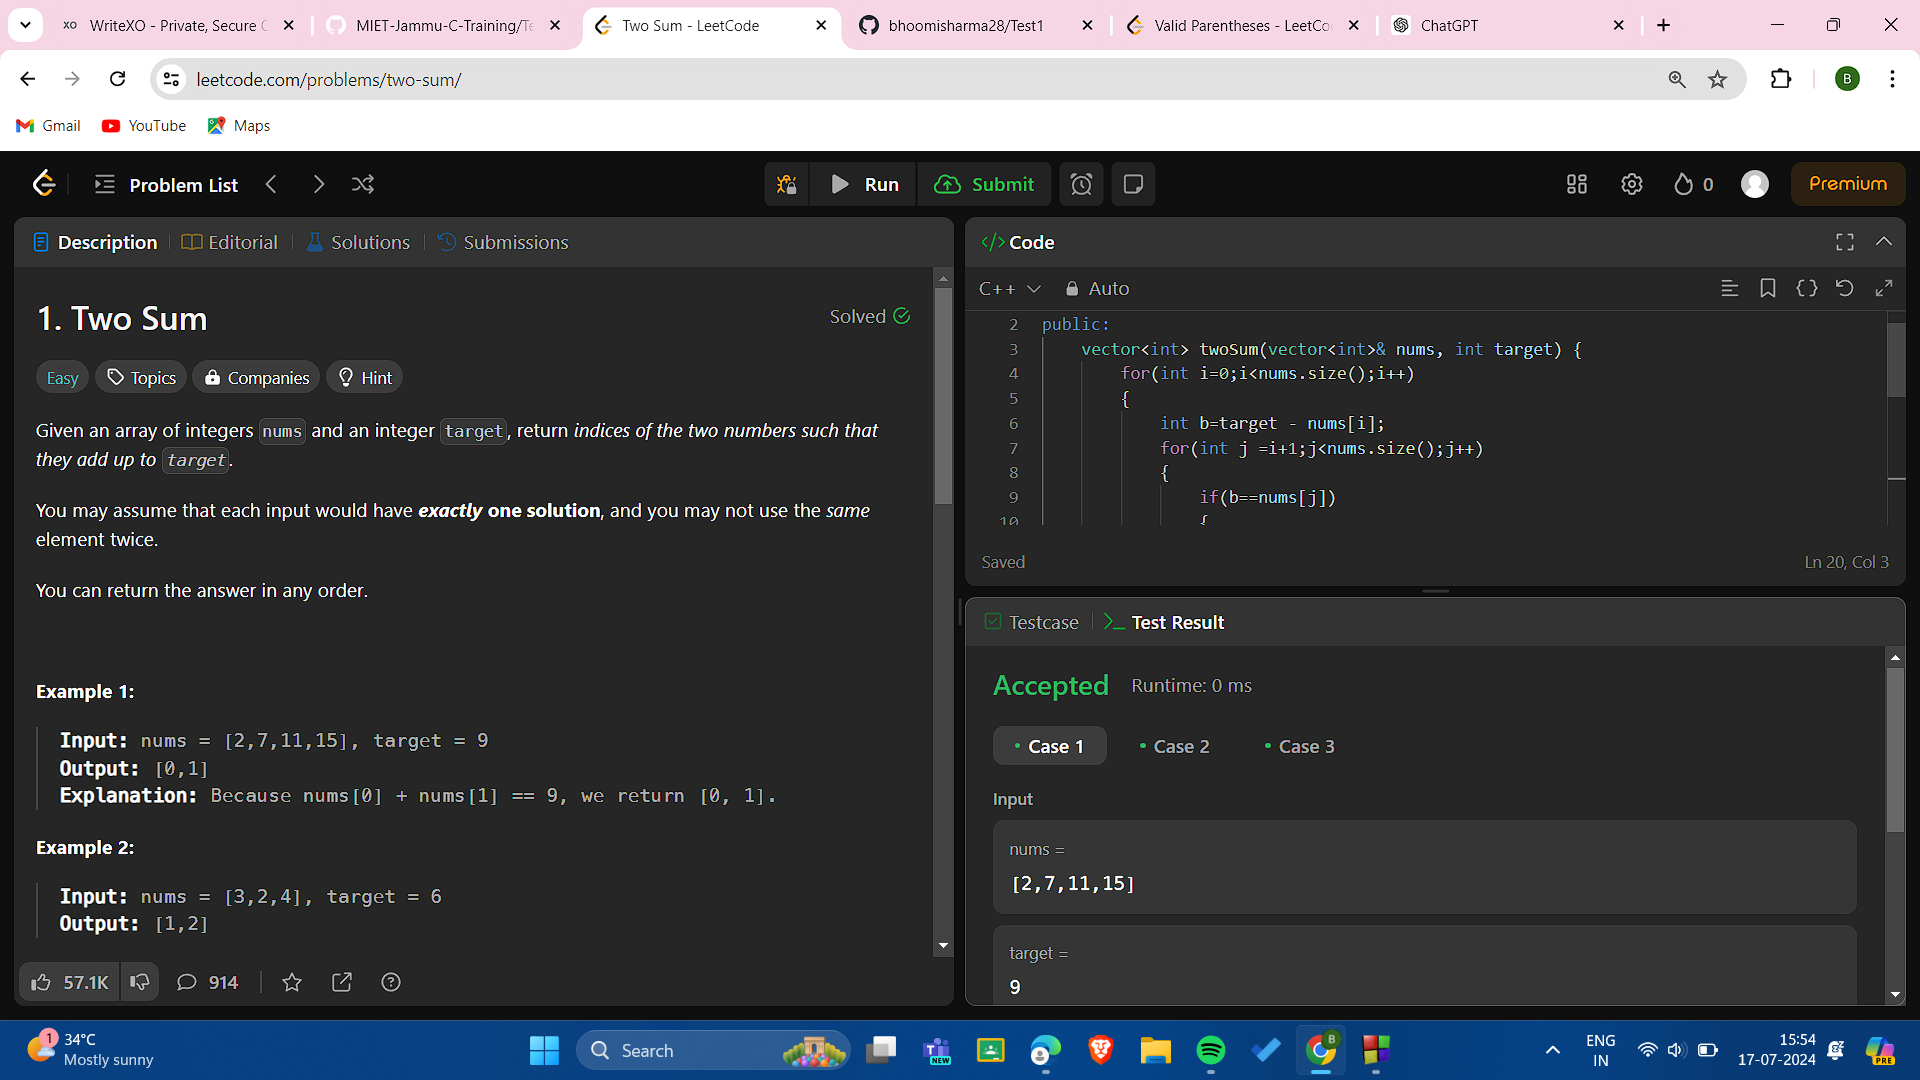 WriteXO - Private, Secure C
MIET-Jammu-C-Training/Te
Two Sum - LeetCode
bhoomisharma28/Test1
Valid Parentheses - LeetCo
ChatGPT
leetcode.com/problems/two-sum/
B
Gmail
YouTube
Maps
Problem List
Run
Submit
0
Premium
Description
Editorial
Solutions
Submissions
1. Two Sum
Solved
Easy
Topics
Companies
Hint
Given an array of integers nums and an integer target, return indices of the two numbers such that
they add up to target.
You may assume that each input would have exactly one solution, and you may not use the same
element twice.
You can return the answer in any order.
Example 1:
Input: nums = [2,7,11,15], target = 9
Output: [0,1]
Explanation: Because nums[0] + nums[1] == 9, we return [0, 1].
Example 2:
Input: nums = [3,2,4], target = 6
Output: [1,2]
57.1K
914
</> Code
C++
Auto
2 public:
3 vector<int> twoSum(vector<int>& nums, int target) {
4 for(int i=0;i<nums.size();i++)
5 {
6 int b=target - nums[i];
7 for(int j =i+1;j<nums.size();j++)
8 {
9 if(b==nums[j])
10 {
Saved
Ln 20, Col 3
Testcase
Test Result
Accepted
Runtime: 0 ms
Case 1
Case 2
Case 3
Input
nums =
[2,7,11,15]
target =
9
1
34°C
Mostly sunny
Search
NEW
B
ENG
IN
15:54
17-07-2024
PRE